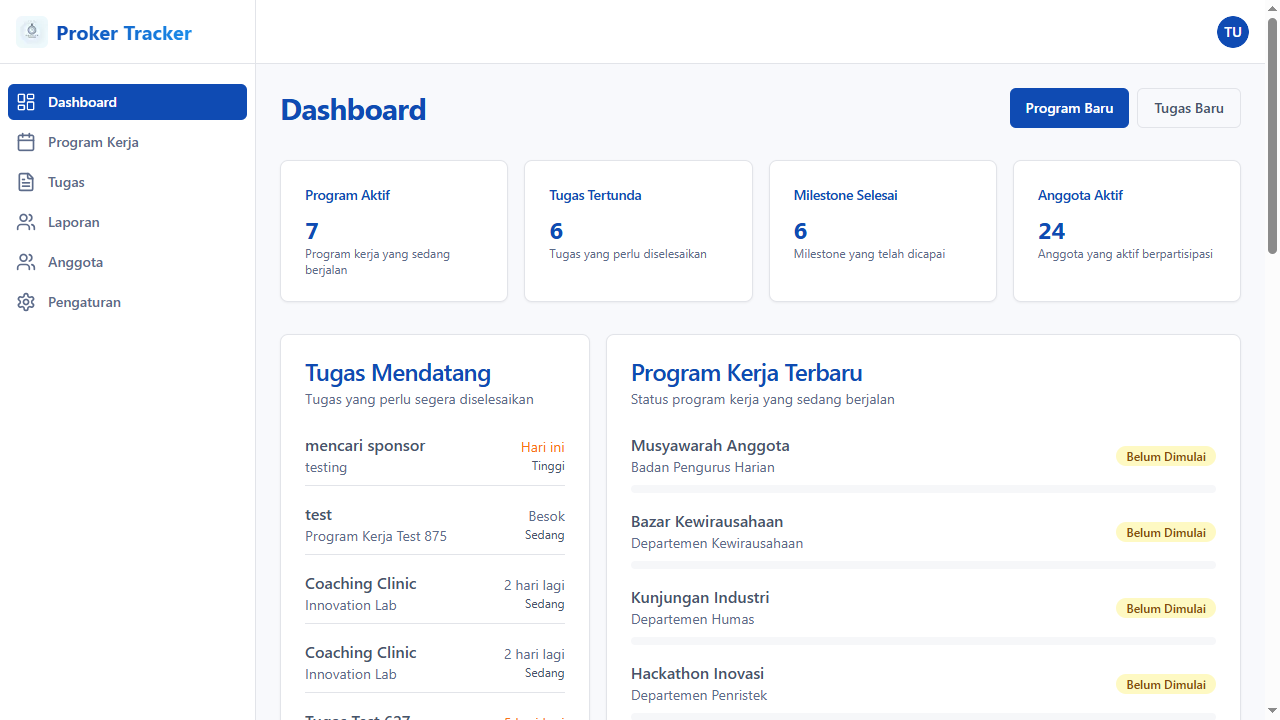 Proker Tracker
TU
Dashboard
Program Kerja
Tugas
Laporan
Anggota
Pengaturan
Dashboard
Program Baru
Tugas Baru
Program Aktif
7
Program kerja yang sedang
berjalan
Tugas Tertunda
6
Tugas yang perlu diselesaikan
Milestone Selesai
6
Milestone yang telah dicapai
Anggota Aktif
24
Anggota yang aktif berpartisipasi
Tugas Mendatang
Tugas yang perlu segera diselesaikan
mencari sponsor
Hari ini
testing
Tinggi
test
Besok
Program Kerja Test 875
Sedang
Coaching Clinic
2 hari lagi
Innovation Lab
Sedang
Coaching Clinic
2 hari lagi
Innovation Lab
Sedang
Program Kerja Terbaru
Status program kerja yang sedang berjalan
Musyawarah Anggota
Badan Pengurus Harian
Belum Dimulai
Bazar Kewirausahaan
Departemen Kewirausahaan
Belum Dimulai
Kunjungan Industri
Departemen Humas
Belum Dimulai
Hackathon Inovasi
Departemen Penristek
Belum Dimulai